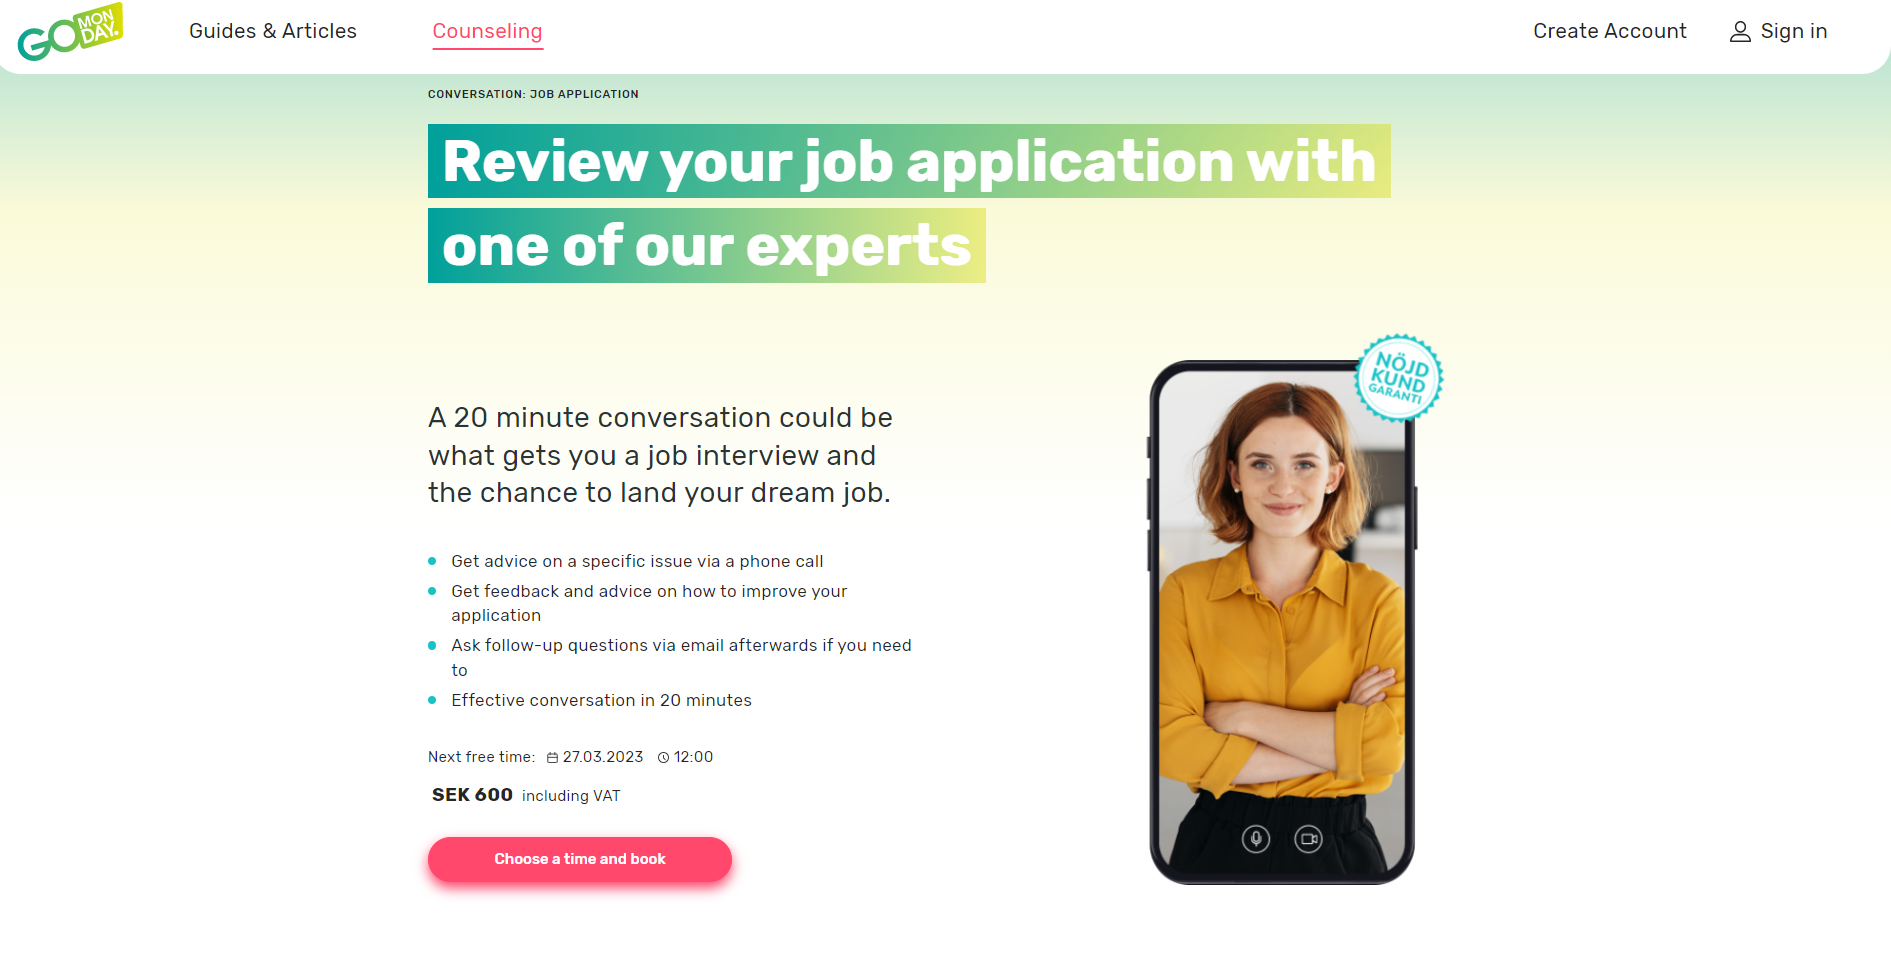 GO MON
DAY.
Guides & Articles
Counseling
Create Account
Sign in
CONVERSATION: JOB APPLICATION
Review your job application with
one of our experts
NÖJD
KUND
GARANTI
A 20 minute conversation could be
what gets you a job interview and
the chance to land your dream job.
Get advice on a specific issue via a phone call
Get feedback and advice on how to improve your
application
Ask follow-up questions via email afterwards if you need
to
Effective conversation in 20 minutes
Next free time: 27.03.2023 12:00
SEK 600 including VAT
Choose a time and book